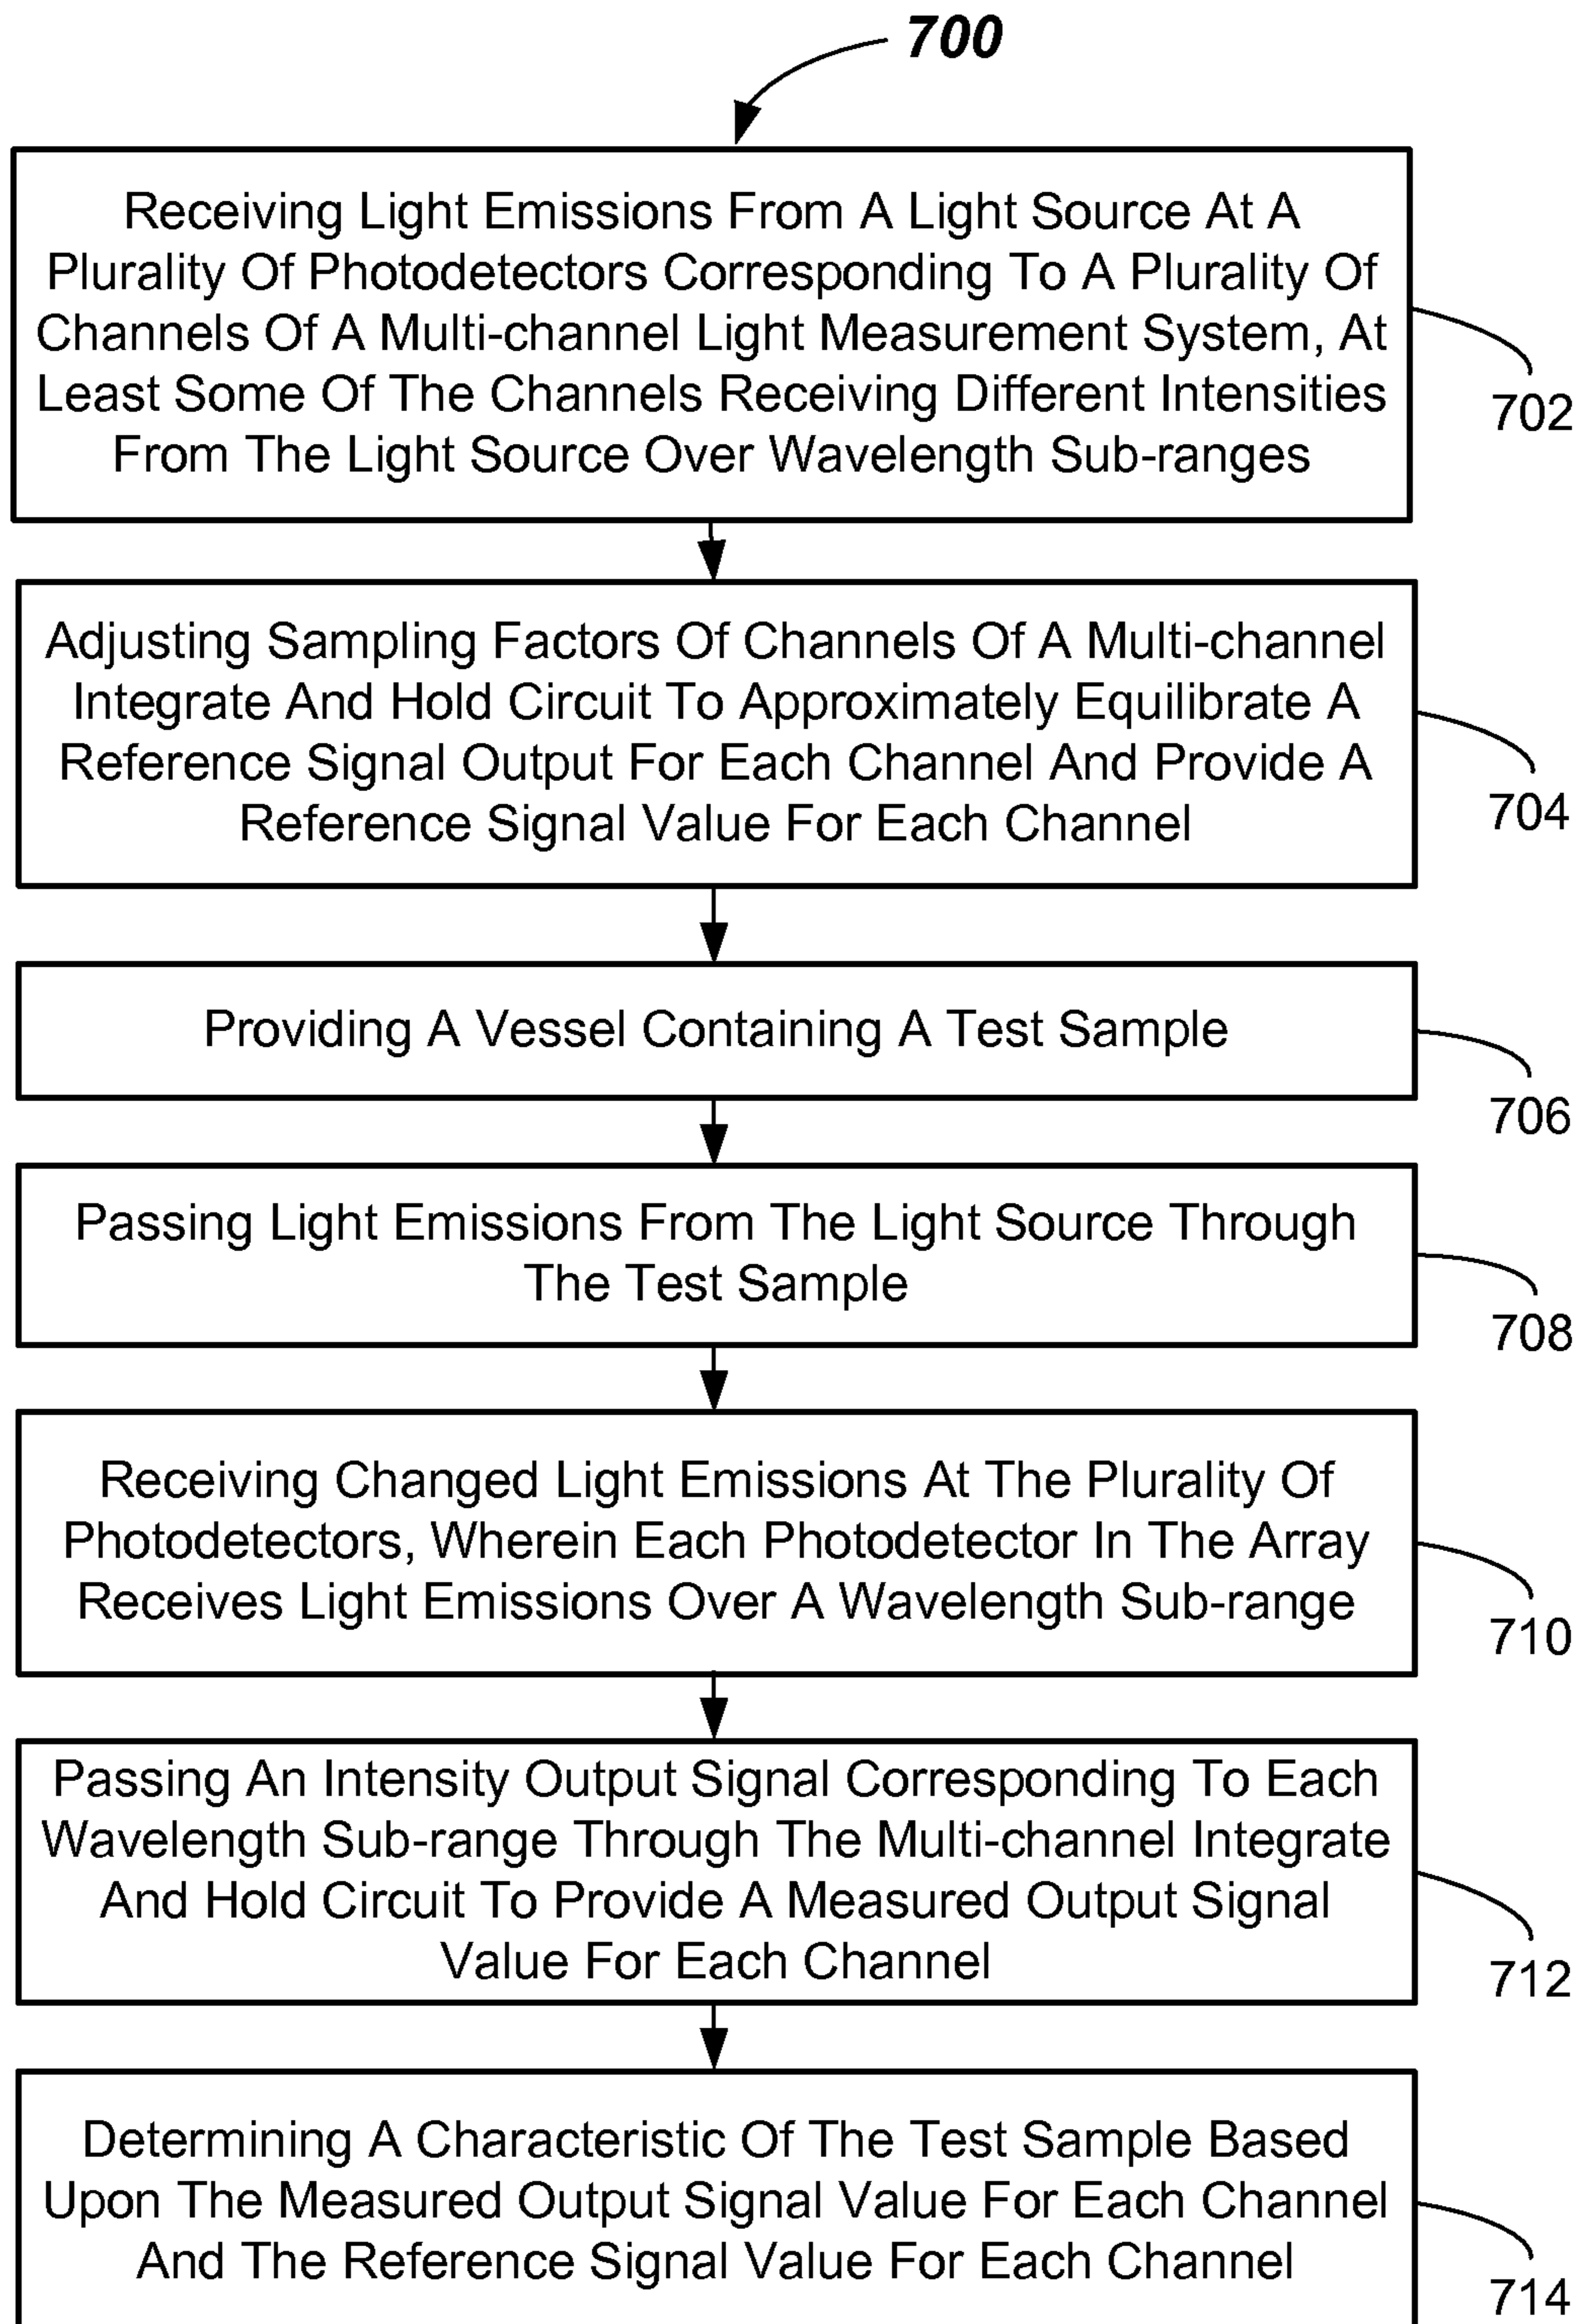 700
Receiving Light Emissions From A Light Source At A
Plurality Of Photodetectors Corresponding To A Plurality Of
Channels Of A Multi-channel Light Measurement System, At
Least Some Of The Channels Receiving Different Intensities
From The Light Source Over Wavelength Sub-ranges
702
Adjusting Sampling Factors Of Channels Of A Multi-channel
Integrate And Hold Circuit To Approximately Equilibrate A
Reference Signal Output For Each Channel And Provide A
Reference Signal Value For Each Channel
704
Providing A Vessel Containing A Test Sample
706
Passing Light Emissions From The Light Source Through
The Test Sample
708
Receiving Changed Light Emissions At The Plurality Of
Photodetectors, Wherein Each Photodetector In The Array
Receives Light Emissions Over A Wavelength Sub-range
710
Passing An Intensity Output Signal Corresponding To Each
Wavelength Sub-range Through The Multi-channel Integrate
And Hold Circuit To Provide A Measured Output Signal
Value For Each Channel
712
Determining A Characteristic Of The Test Sample Based
Upon The Measured Output Signal Value For Each Channel
And The Reference Signal Value For Each Channel
714